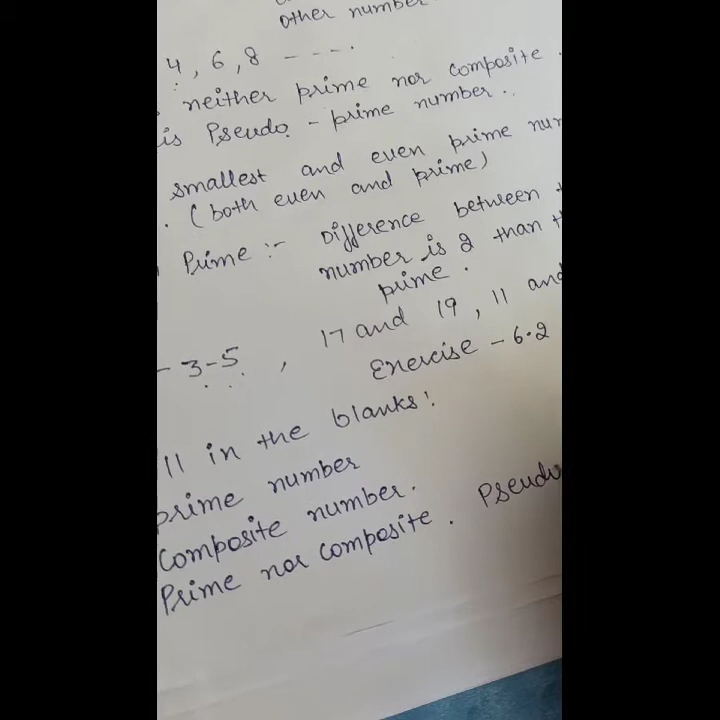 other number
4, 6, 8 ----.
neither prime nor composite.
is Pseudo - prime number.
smallest and even prime num
. (both even and prime)
Prime :- Difference between t
number is 2 than th
prime.
- 3-5 , 17 and 19, 11 and
Exercise - 6.2
ll in the blanks!
prime number
Composite number.
Prime nor composite. Pseudo